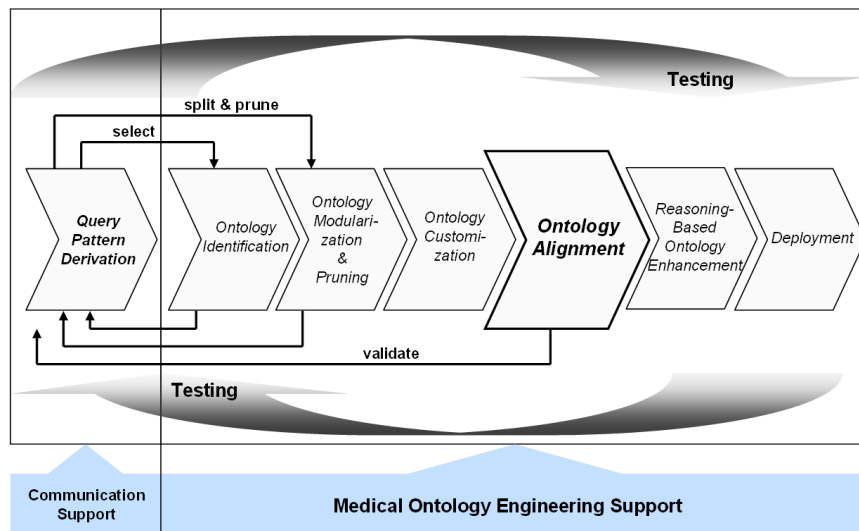 Testing
split & prune
select
Query
Pattern
Derivation
Ontology
Identification
Ontology
Modulari-
zation
&
Pruning
Ontology
Customi-
zation
Ontology
Alignment
Reasoning-
Based
Ontology
Enhancement
Deployment
validate
Testing
Communication
Support
Medical Ontology Engineering Support